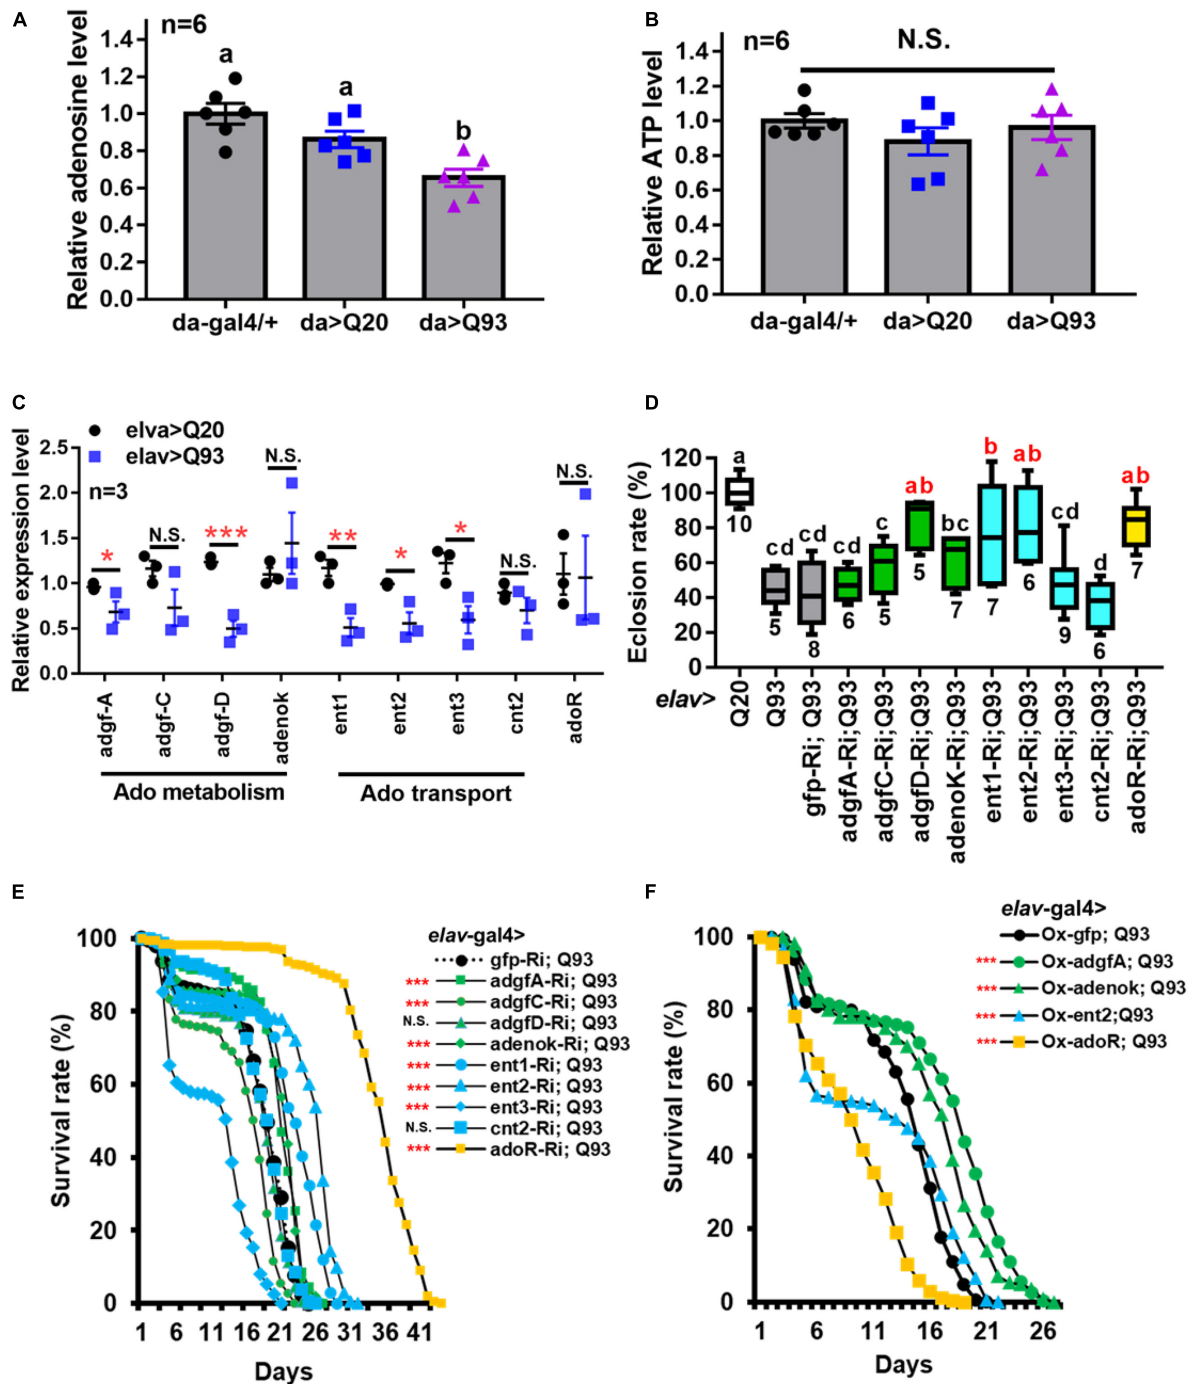 A
n=6
Relative adenosine level
1.4
1.2
1.0
0.8
0.6
0.4
0.2
0.0
a
a
b
da-gal4/+ da>Q20 da>Q93
B
n=6
N.S.
Relative ATP level
1.4
1.2
1.0
0.8
0.6
0.4
0.2
0.0
da-gal4/+ da>Q20 da>Q93
C
elva>Q20
elav>Q93
n=3
Relative expression level
2.5
2.0
1.5
1.0
0.5
0.0
* N.S. *** N.S. ** * * N.S. N.S.
adgf-A
adgf-C
adgf-D
adenok
ent1
ent2
ent3
cnt2
adoR
Ado metabolism
Ado transport
D
Eclosion rate (%)
120
100
80
60
40
20
0
a cd cd cd c ab bc b ab cd d ab
10 5 8 6 5 5 7 7 6 9 6 7
elav>
Q20
Q93
gfp-Ri; Q93
adgfA-Ri;Q93
adgfC-Ri;Q93
adgfD-Ri;Q93
adenoK-Ri;Q93
ent1-Ri;Q93
ent2-Ri;Q93
ent3-Ri;Q93
cnt2-Ri;Q93
adoR-Ri;Q93
E
Survival rate (%)
100
80
60
40
20
0
1 6 11 16 21 26 31 36 41
Days
elav-gal4>
gfp-Ri; Q93
*** adgfA-Ri; Q93
*** adgfC-Ri; Q93
N.S. adgfD-Ri; Q93
*** adenok-Ri; Q93
*** ent1-Ri; Q93
*** ent2-Ri; Q93
*** ent3-Ri; Q93
N.S. cnt2-Ri; Q93
*** adoR-Ri; Q93
F
Survival rate (%)
100
80
60
40
20
0
1 6 11 16 21 26
Days
elav-gal4>
Ox-gfp; Q93
*** Ox-adgfA; Q93
*** Ox-adenok; Q93
*** Ox-ent2;Q93
*** Ox-adoR; Q93